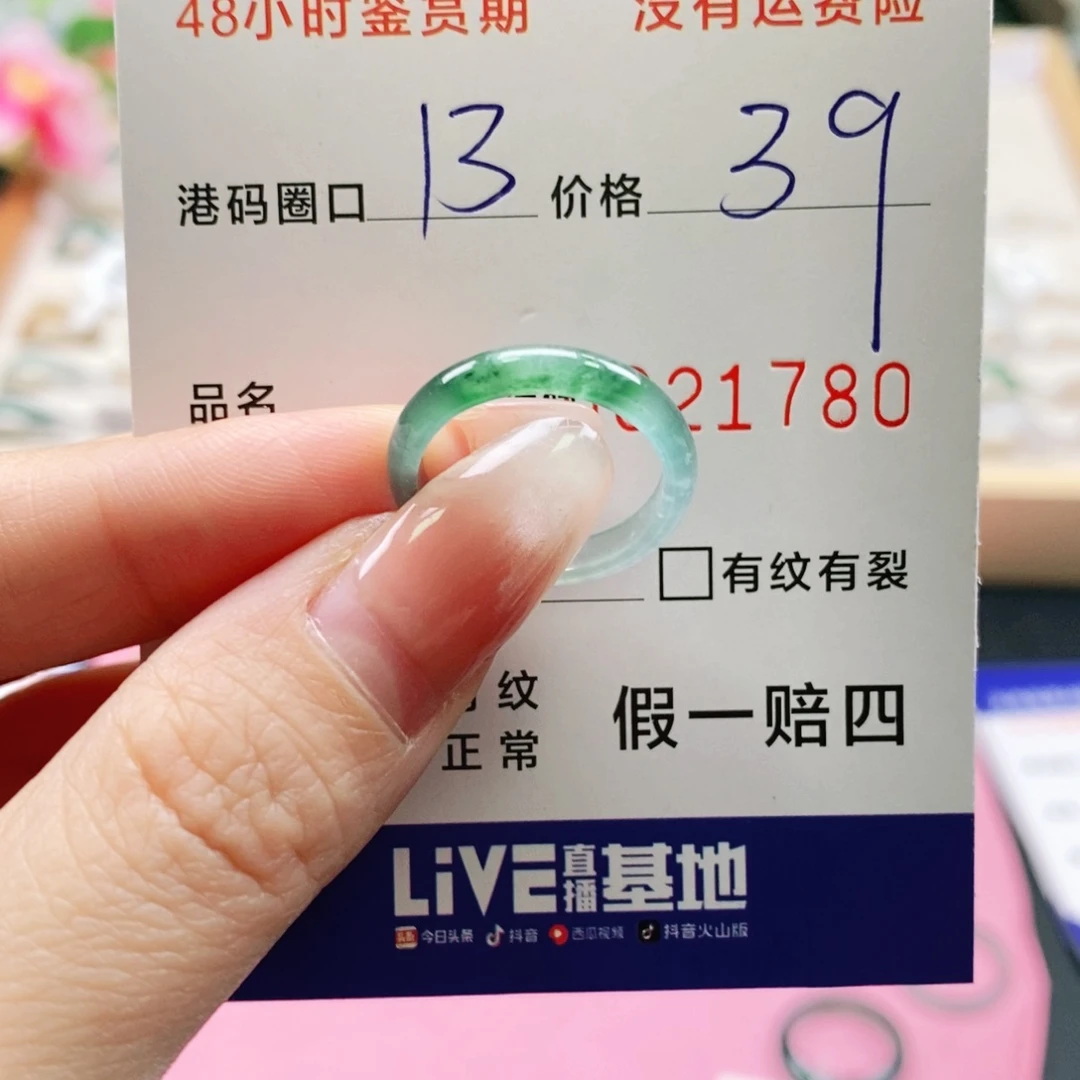 48小时鉴赏期 没有运费险
港码圈口 13 价格 39
品名 021780
有纹有裂
纹 假一赔四
正常
LiVE直播基地
今日头条 抖音 西瓜视频 抖音火山版